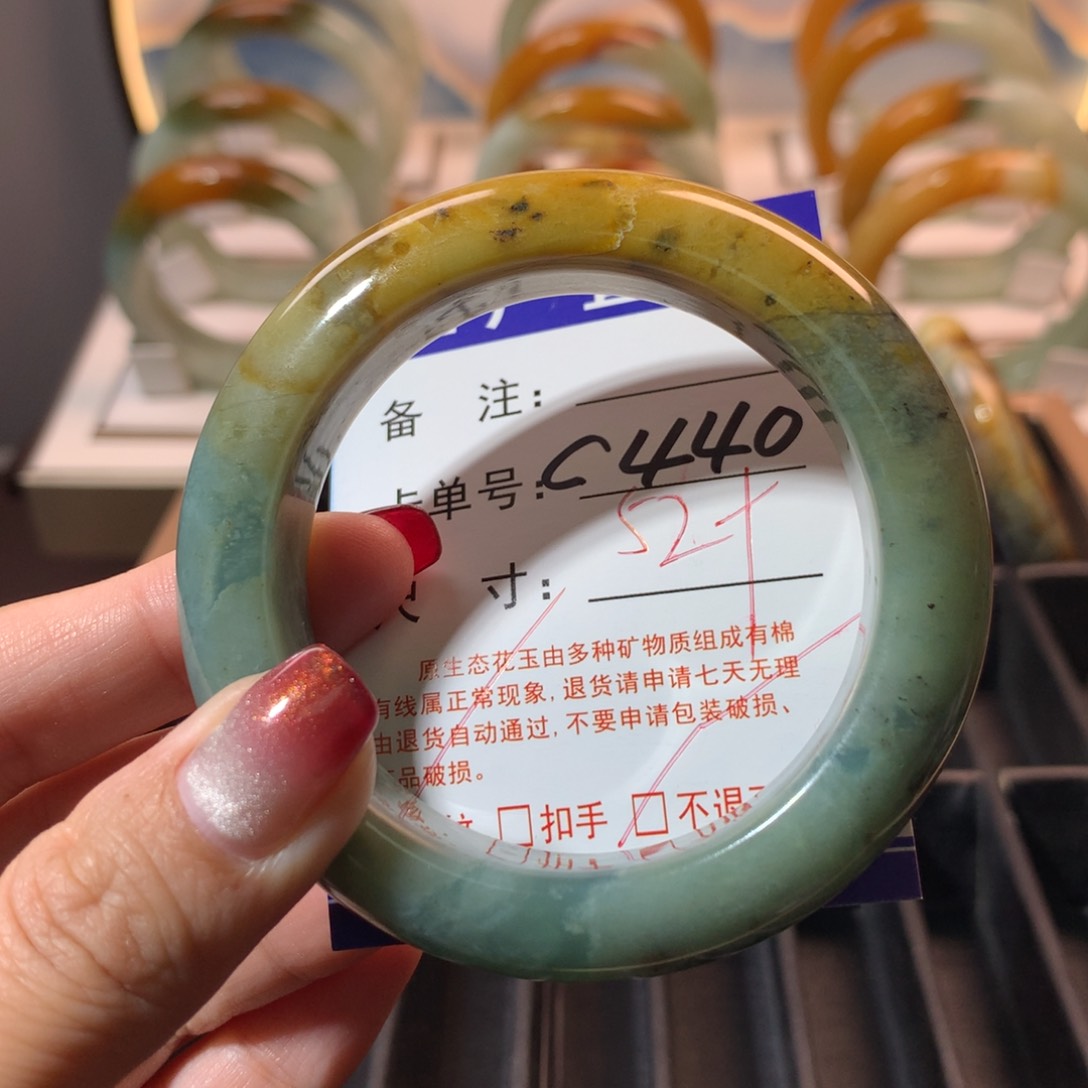 备 注:
C440
单号:
52+
寸:
原生态花玉由多种矿物质组成有棉
有线属正常现象,退货请申请七天无理
由退货自动通过,不要申请包装破损、
品破损。
□扣手 □不退